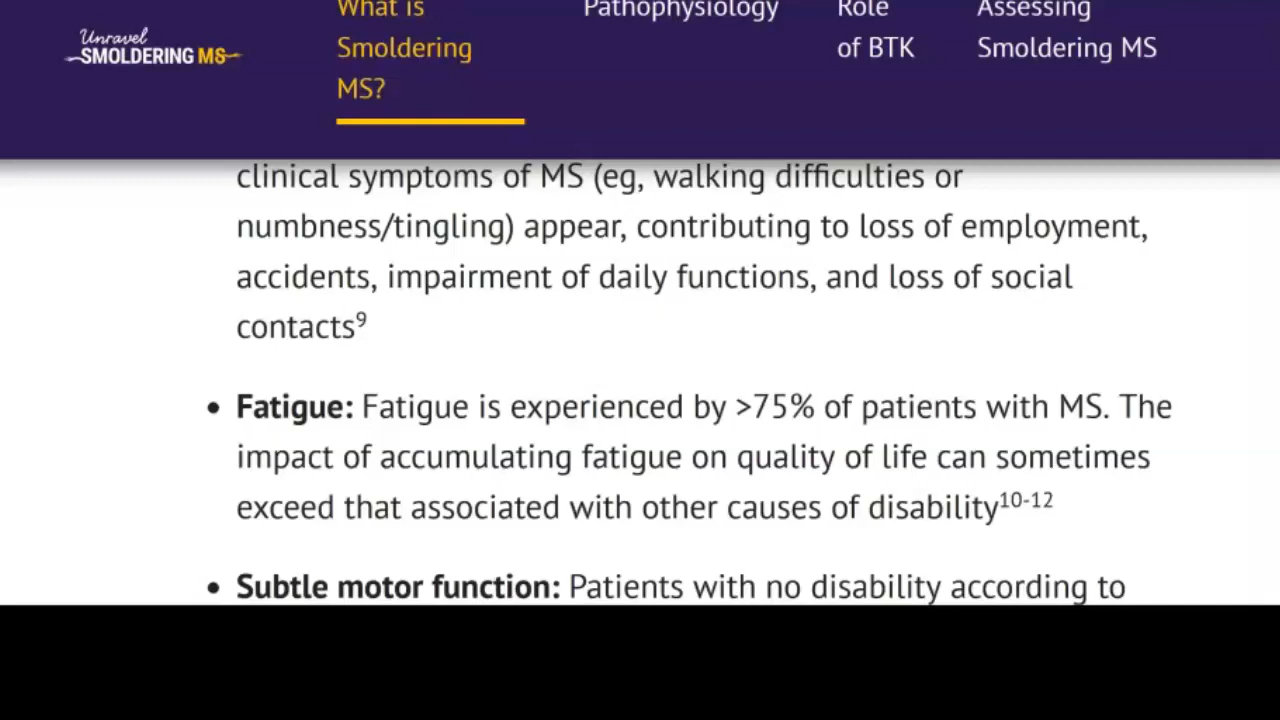 Unravel
SMOLDERING MS
What is
Smoldering
MS?
Pathophysiology
Role
of BTK
Assessing
Smoldering MS
clinical symptoms of MS (eg, walking difficulties or
numbness/tingling) appear, contributing to loss of employment,
accidents, impairment of daily functions, and loss of social
contacts⁹
• Fatigue: Fatigue is experienced by >75% of patients with MS. The
impact of accumulating fatigue on quality of life can sometimes
exceed that associated with other causes of disability¹⁰⁻¹²
• Subtle motor function: Patients with no disability according to